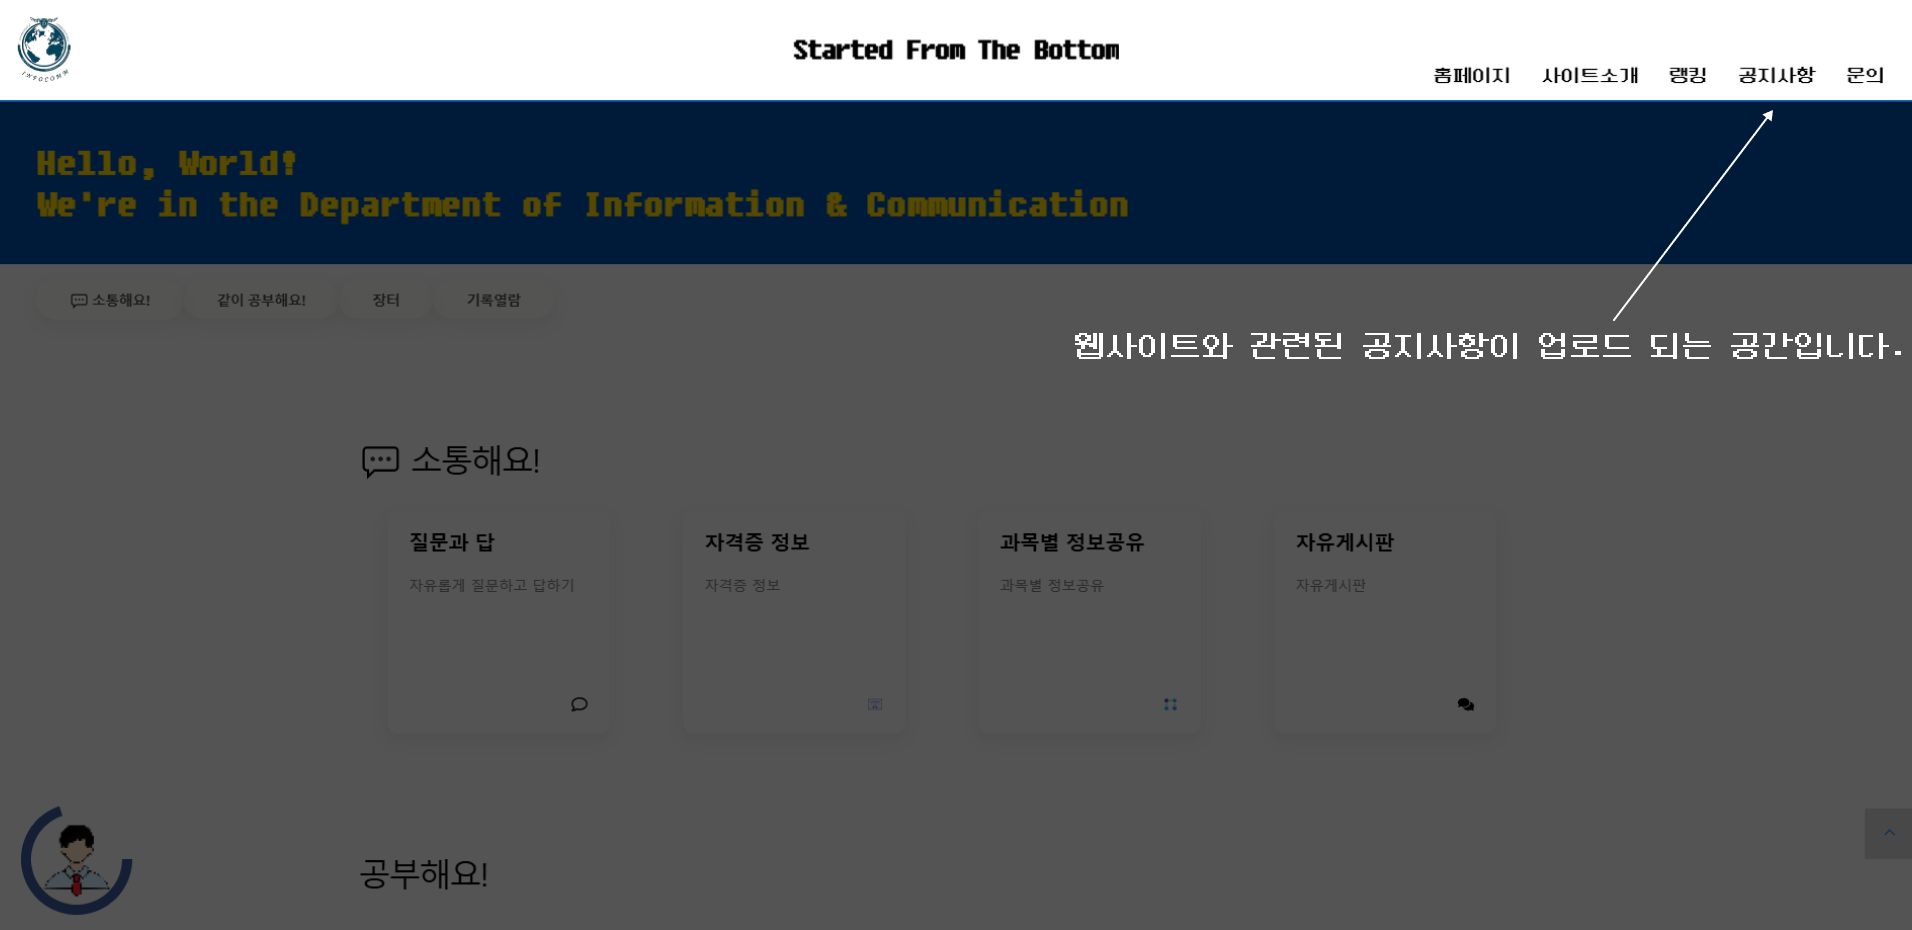 INFOCOMM
Started From The Bottom
홈페이지 사이트소개 랭킹 공지사항 문의
Hello, World!
We're in the Department of Information & Communication
소통해요! 같이 공부해요! 장터 기록열람
웹사이트와 관련된 공지사항이 업로드 되는 공간입니다.
소통해요!
질문과 답
자유롭게 질문하고 답하기
자격증 정보
자격증 정보
과목별 정보공유
과목별 정보공유
자유게시판
자유게시판
공부해요!